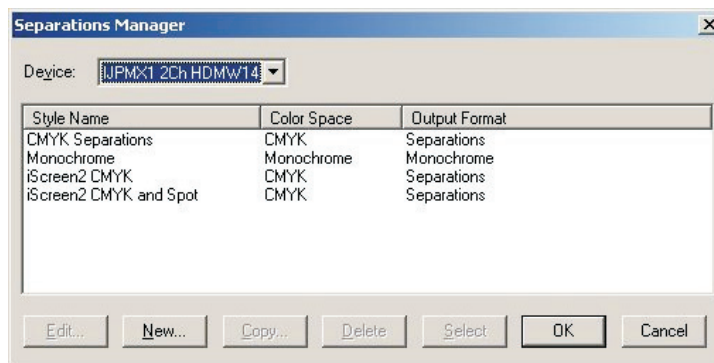 Separations Manager
Device: IJPMX1 2Ch HDMW14
Style Name Color Space Output Format
CMYK Separations CMYK Separations
Monochrome Monochrome Monochrome
iScreen2 CMYK CMYK Separations
iScreen2 CMYK and Spot CMYK Separations
Edit... New... Copy... Delete Select OK Cancel